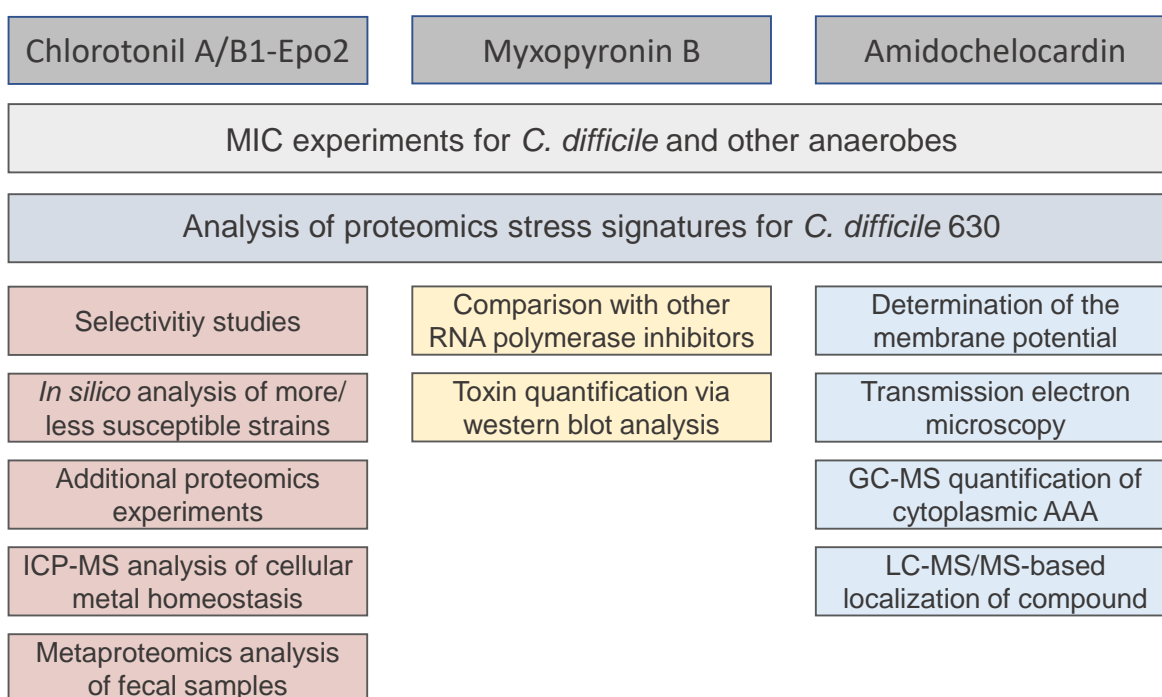 Chlorotonil A/B1-Epo2
Myxopyronin B
Amidochelocardin
MIC experiments for C. difficile and other anaerobes
Analysis of proteomics stress signatures for C. difficile 630
Selectivitiy studies
In silico analysis of more/
less susceptible strains
Additional proteomics
experiments
ICP-MS analysis of cellular
metal homeostasis
Metaproteomics analysis
of fecal samples
Comparison with other
RNA polymerase inhibitors
Toxin quantification via
western blot analysis
Determination of the
membrane potential
Transmission electron
microscopy
GC-MS quantification of
cytoplasmic AAA
LC-MS/MS-based
localization of compound